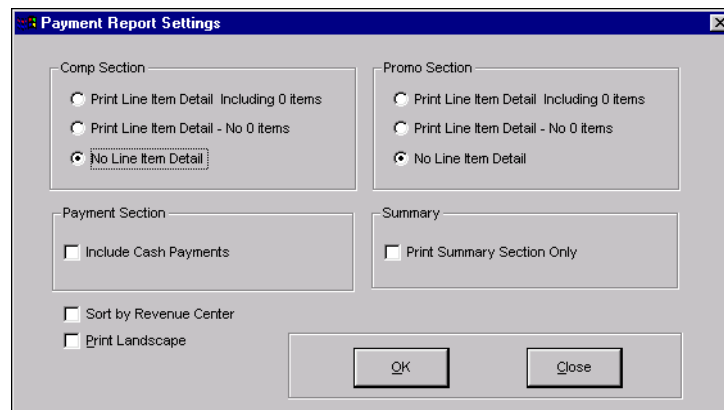 Payment Report Settings
Comp Section
Print Line Item Detail Including 0 items
Print Line Item Detail - No 0 items
No Line Item Detail
Promo Section
Print Line Item Detail Including 0 items
Print Line Item Detail - No 0 items
No Line Item Detail
Payment Section
Include Cash Payments
Summary
Print Summary Section Only
Sort by Revenue Center
Print Landscape
OK
Close